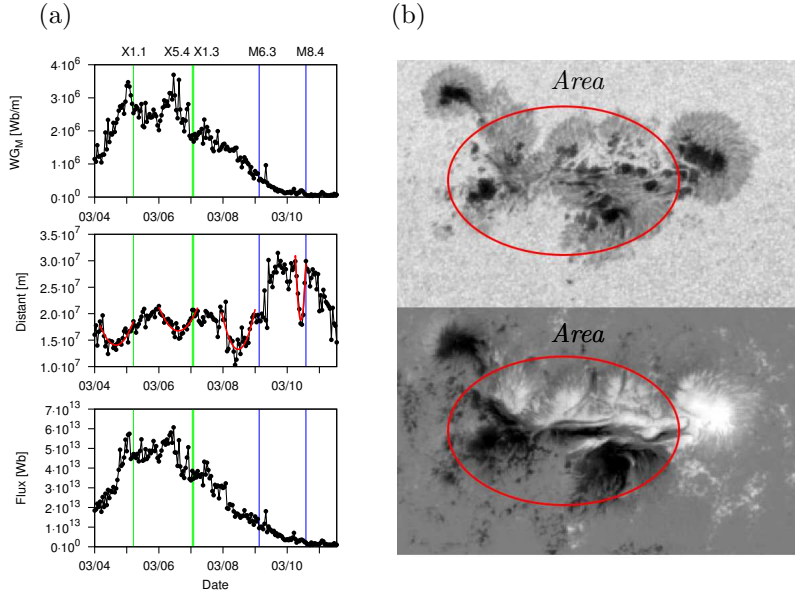 (a)
(b)
X1.1 X5.4 X1.3 M6.3 M8.4
WG_M [Wb/m]
4·10^6
3·10^6
2·10^6
1·10^6
0·10^0
03/04 03/06 03/08 03/10
Distant [m]
3.5·10^7
3.0·10^7
2.5·10^7
2.0·10^7
1.5·10^7
1.0·10^7
03/04 03/06 03/08 03/10
Flux [Wb]
7·10^13
6·10^13
5·10^13
4·10^13
3·10^13
2·10^13
1·10^13
0·10^0
03/04 03/06 03/08 03/10
Date
Area
Area